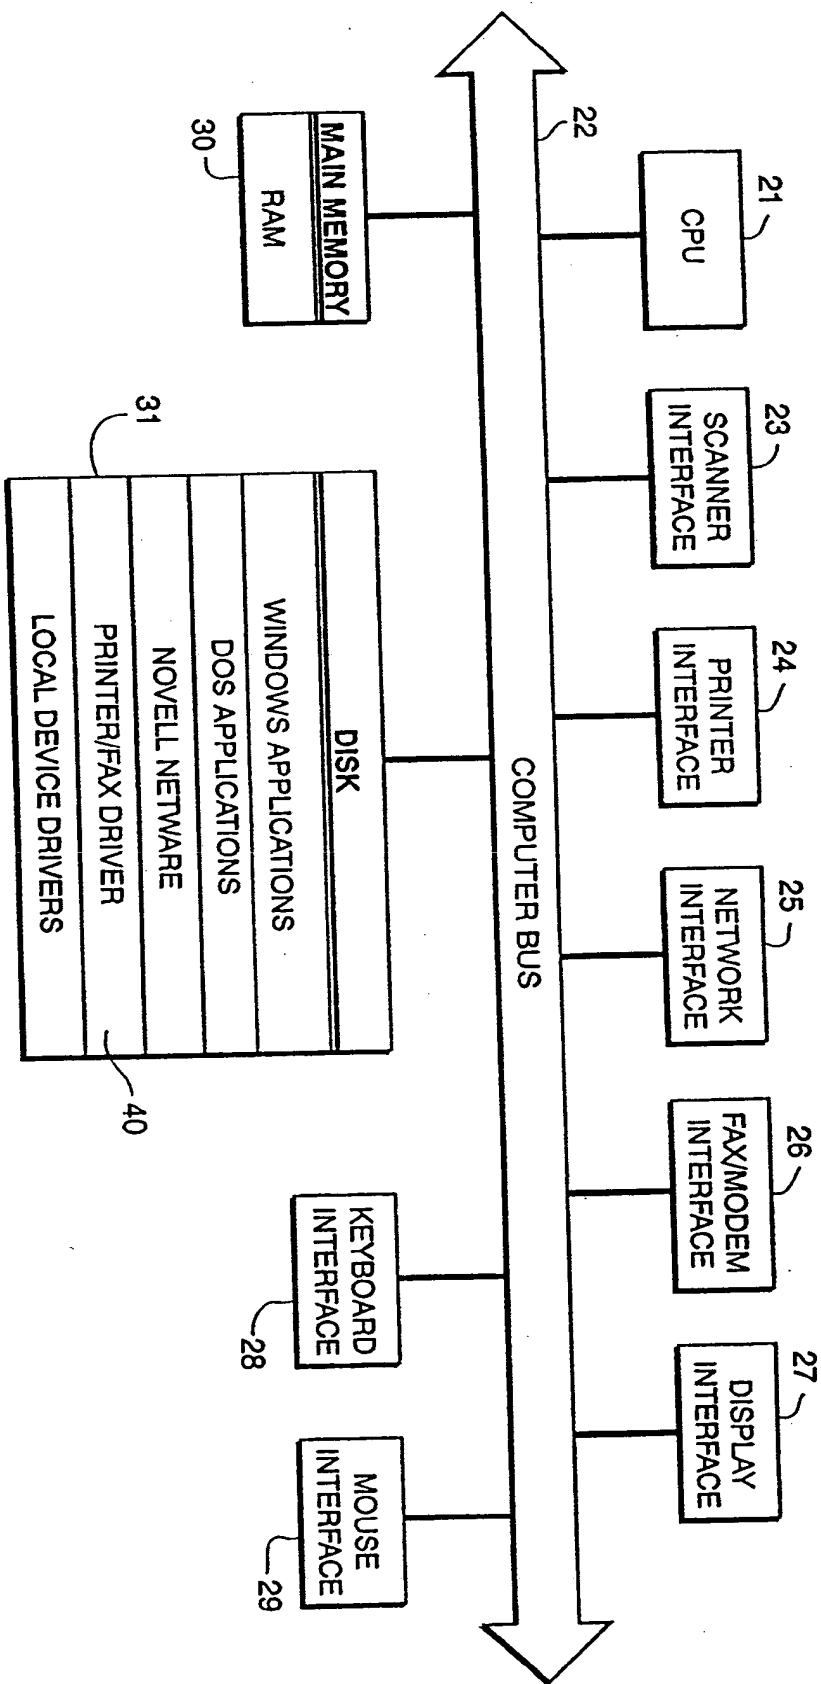 21
23
24
25
26
27
CPU
SCANNER
INTERFACE
PRINTER
INTERFACE
NETWORK
INTERFACE
FAX/MODEM
INTERFACE
DISPLAY
INTERFACE
22
COMPUTER BUS
MAIN MEMORY
RAM
30
DISK
WINDOWS APPLICATIONS
DOS APPLICATIONS
NOVELL NETWARE
PRINTER/FAX DRIVER
LOCAL DEVICE DRIVERS
31
40
KEYBOARD
INTERFACE
28
MOUSE
INTERFACE
29